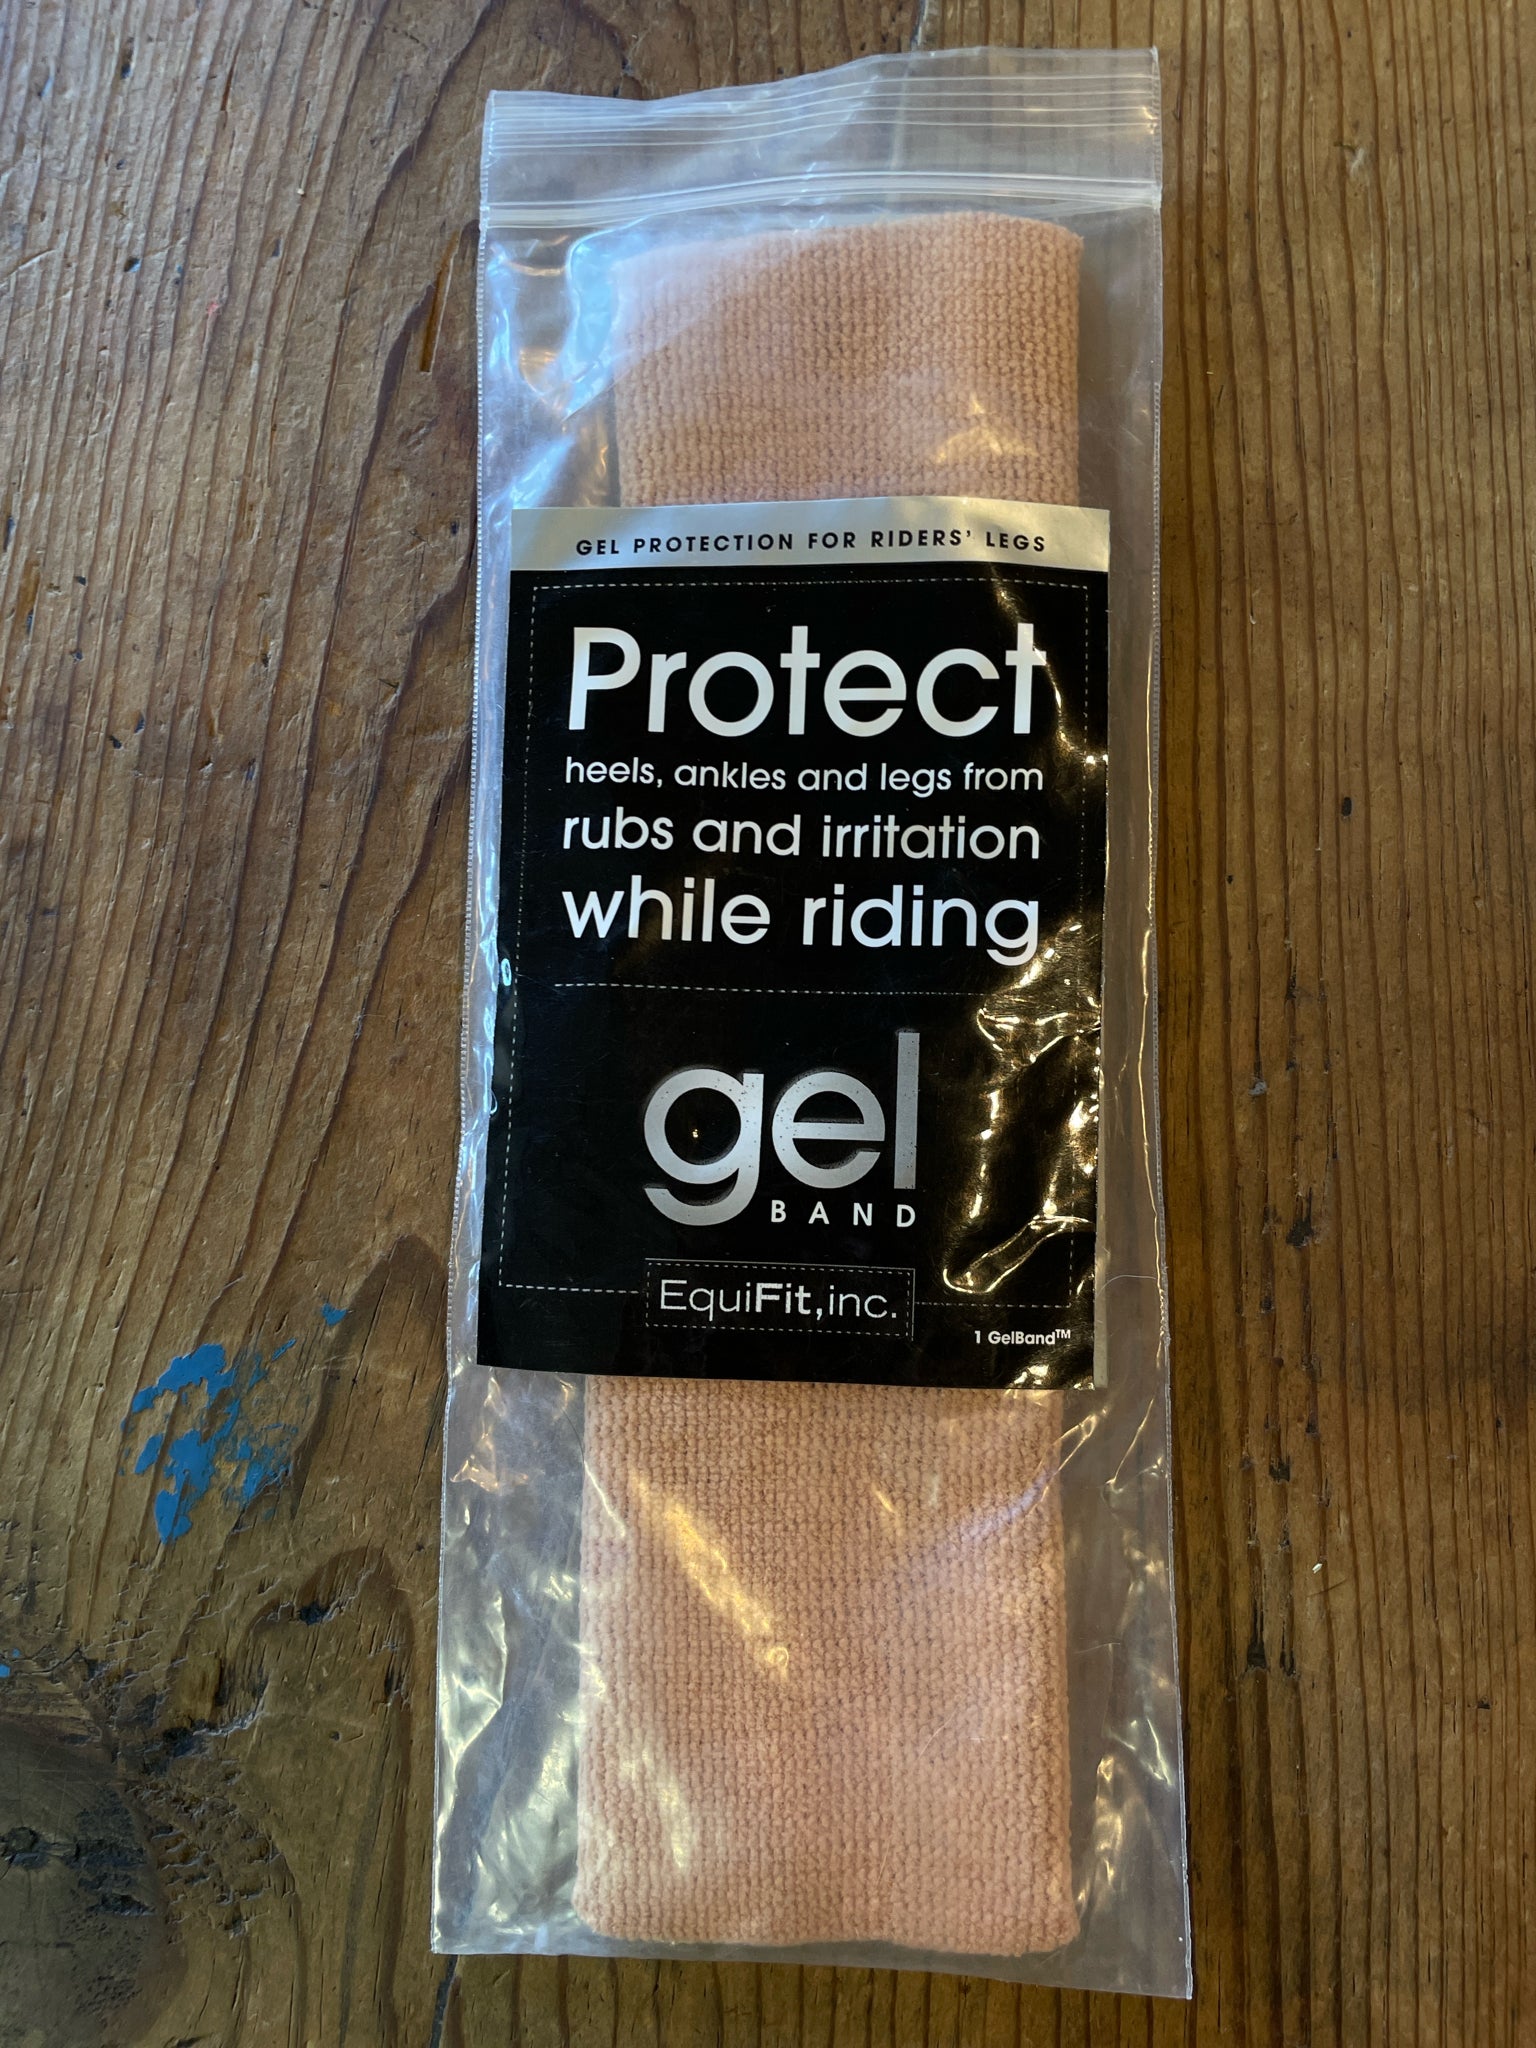 GEL PROTECTION FOR RIDERS' LEGS
Protect
heels, ankles and legs from
rubs and irritation
while riding
gel
BAND
EquiFit,inc.
1 GelBand™